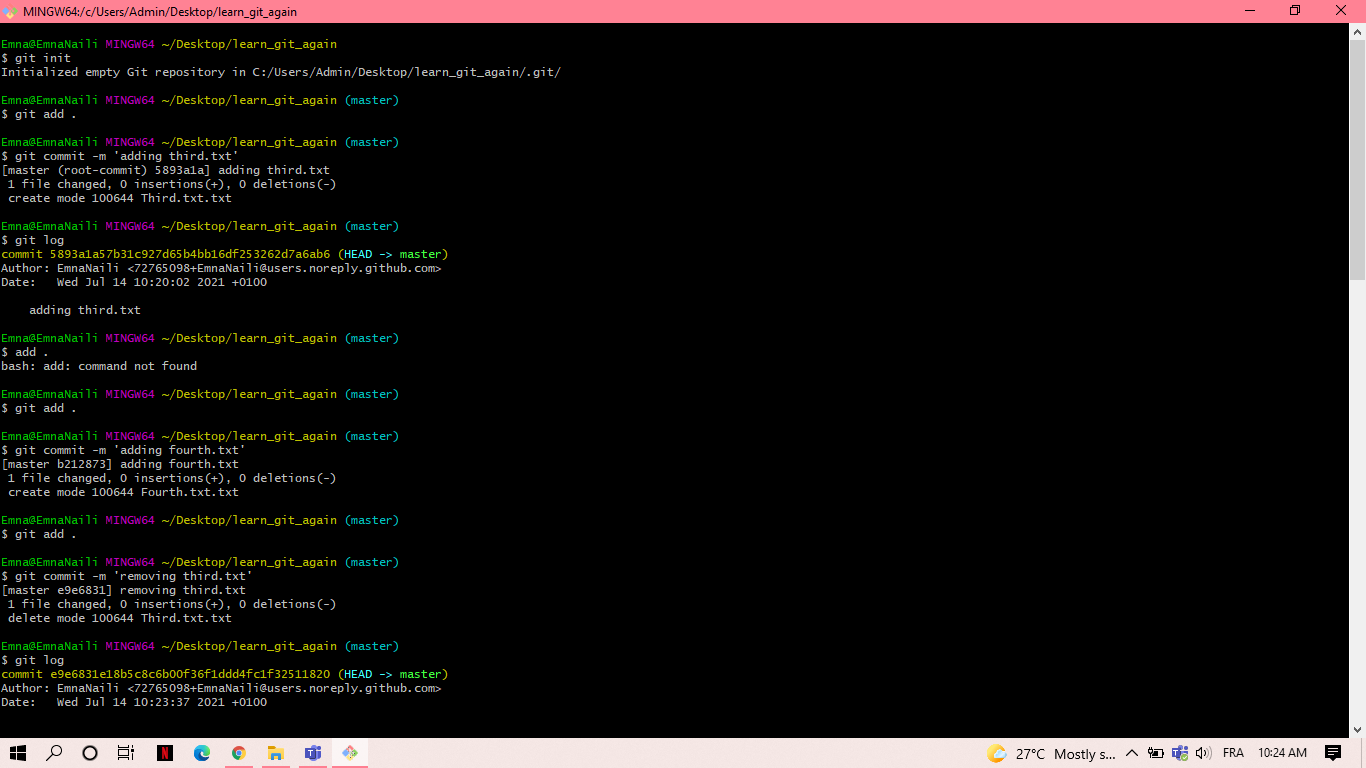 MINGW64:/c/Users/Admin/Desktop/learn_git_again
Emna@EmnaNaili MINGW64 ~/Desktop/learn_git_again
$ git init
Initialized empty Git repository in C:/Users/Admin/Desktop/learn_git_again/.git/
Emna@EmnaNaili MINGW64 ~/Desktop/learn_git_again (master)
$ git add .
Emna@EmnaNaili MINGW64 ~/Desktop/learn_git_again (master)
$ git commit -m 'adding third.txt'
[master (root-commit) 5893a1a] adding third.txt
 1 file changed, 0 insertions(+), 0 deletions(-)
 create mode 100644 Third.txt.txt
Emna@EmnaNaili MINGW64 ~/Desktop/learn_git_again (master)
$ git log
commit 5893a1a57b31c927d65b4bb16df253262d7a6ab6 (HEAD -> master)
Author: EmnaNaili <72765098+EmnaNaili@users.noreply.github.com>
Date:   Wed Jul 14 10:20:02 2021 +0100
    adding third.txt
Emna@EmnaNaili MINGW64 ~/Desktop/learn_git_again (master)
$ add .
bash: add: command not found
Emna@EmnaNaili MINGW64 ~/Desktop/learn_git_again (master)
$ git add .
Emna@EmnaNaili MINGW64 ~/Desktop/learn_git_again (master)
$ git commit -m 'adding fourth.txt'
[master b212873] adding fourth.txt
 1 file changed, 0 insertions(+), 0 deletions(-)
 create mode 100644 Fourth.txt.txt
Emna@EmnaNaili MINGW64 ~/Desktop/learn_git_again (master)
$ git add .
Emna@EmnaNaili MINGW64 ~/Desktop/learn_git_again (master)
$ git commit -m 'removing third.txt'
[master e9e6831] removing third.txt
 1 file changed, 0 insertions(+), 0 deletions(-)
 delete mode 100644 Third.txt.txt
Emna@EmnaNaili MINGW64 ~/Desktop/learn_git_again (master)
$ git log
commit e9e6831e18b5c8c6b00f36f1ddd4fc1f32511820 (HEAD -> master)
Author: EmnaNaili <72765098+EmnaNaili@users.noreply.github.com>
Date:   Wed Jul 14 10:23:37 2021 +0100
27°C Mostly s... FRA 10:24 AM